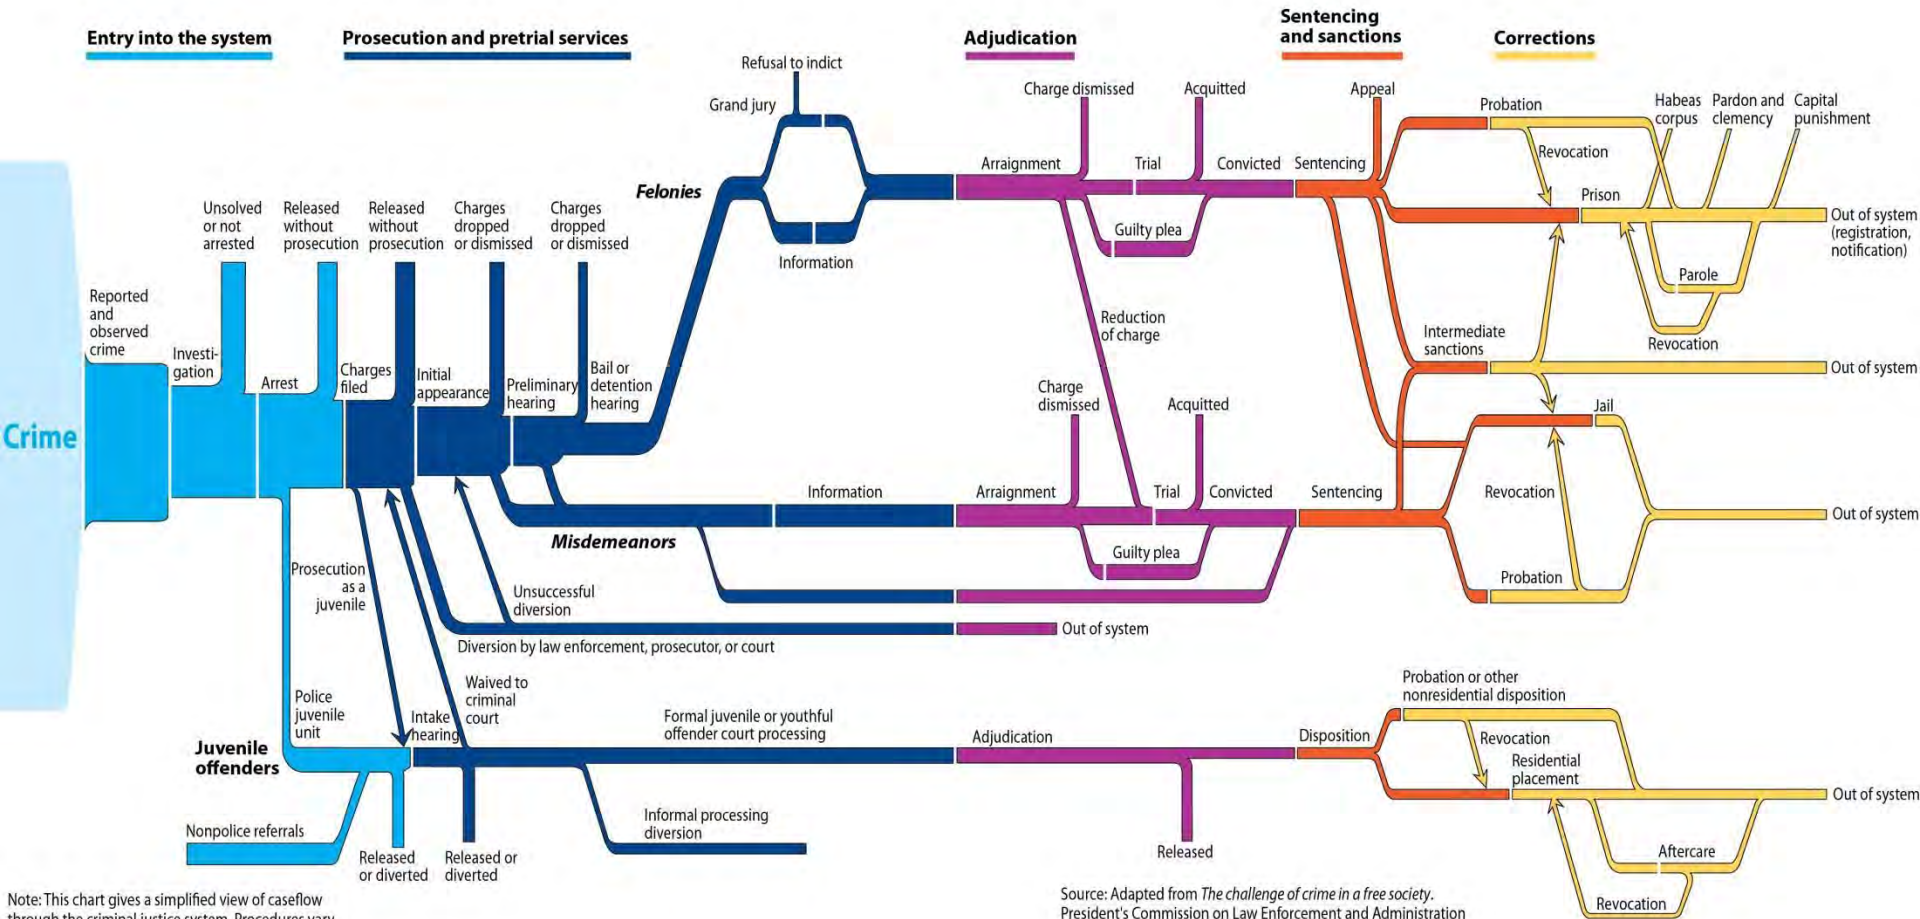 Entry into the system
Prosecution and pretrial services
Adjudication
Sentencing
and sanctions
Corrections
Crime
Reported
and
observed
crime
Investi-
gation
Unsolved
or not
arrested
Arrest
Released
without
prosecution
Charges
filed
Released
without
prosecution
Initial
appearance
Charges
dropped
or dismissed
Preliminary
hearing
Charges
dropped
or dismissed
Bail or
detention
hearing
Felonies
Grand jury
Refusal to indict
Information
Arraignment
Charge dismissed
Trial
Acquitted
Convicted
Guilty plea
Reduction
of charge
Sentencing
Appeal
Probation
Revocation
Prison
Habeas
corpus
Pardon and
clemency
Capital
punishment
Out of system
(registration,
notification)
Parole
Revocation
Intermediate
sanctions
Out of system
Misdemeanors
Information
Arraignment
Charge
dismissed
Trial
Acquitted
Convicted
Guilty plea
Sentencing
Jail
Revocation
Probation
Out of system
Unsuccessful
diversion
Diversion by law enforcement, prosecutor, or court
Out of system
Prosecution
as a
juvenile
Waived to
criminal
court
Police
juvenile
unit
Juvenile
offenders
Intake
hearing
Formal juvenile or youthful
offender court processing
Nonpolice referrals
Released
or diverted
Released or
diverted
Informal processing
diversion
Adjudication
Released
Disposition
Probation or other
nonresidential disposition
Revocation
Residential
placement
Out of system
Aftercare
Revocation
Note: This chart gives a simplified view of caseflow
through the criminal justice system. Procedures vary
Source: Adapted from The challenge of crime in a free society.
President's Commission on Law Enforcement and Administration